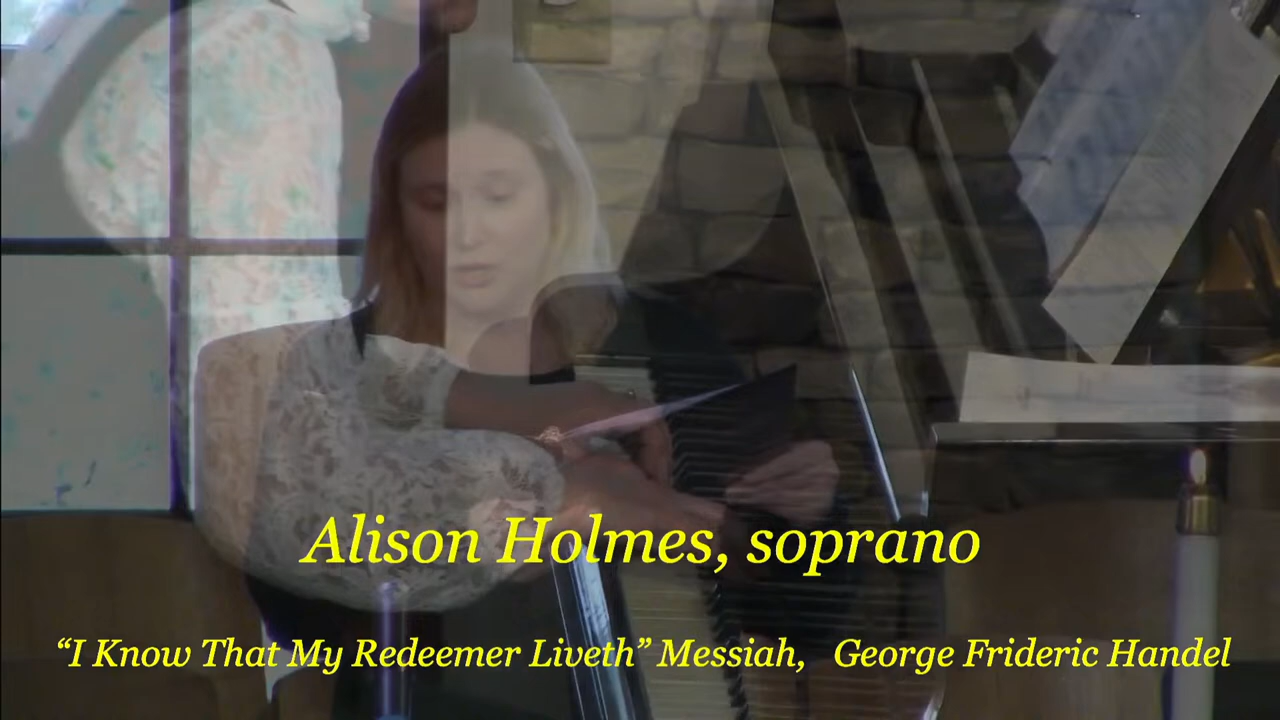 Alison Holmes, soprano
“I Know That My Redeemer Liveth” Messiah, George Frideric Handel